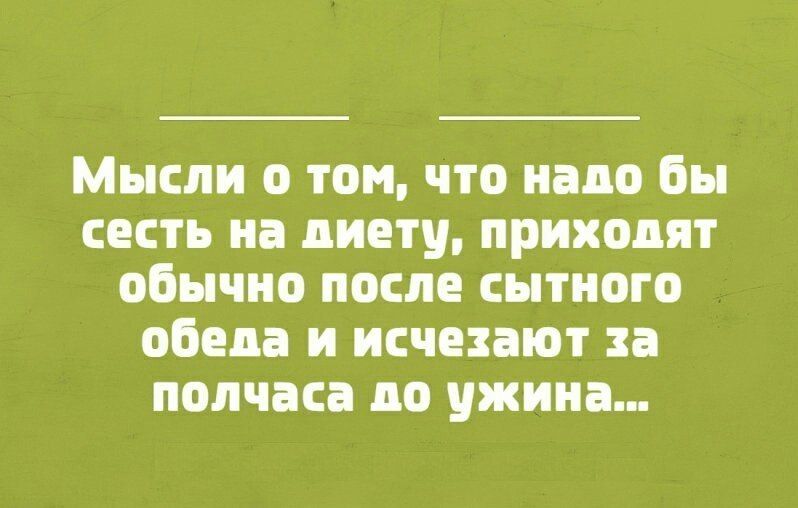 Мысли о том, что надо бы
сесть на диету, приходят
обычно после сытного
обеда и исчезают за
полчаса до ужина...